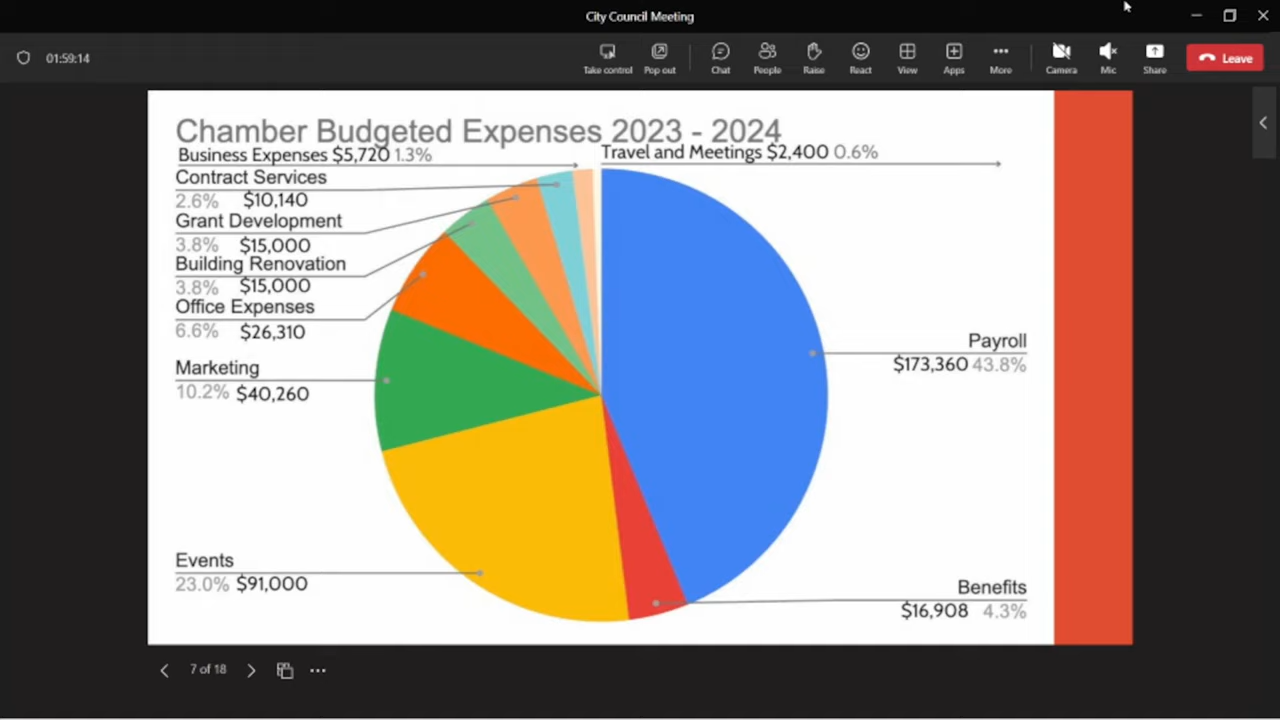 City Council Meeting
01:59:14
Take control Pop out Chat People Raise React View Apps More Camera Mic Share Leave
Chamber Budgeted Expenses 2023 - 2024
Business Expenses $5,720 1.3%
Travel and Meetings $2,400 0.6%
Contract Services
2.6% $10,140
Grant Development
3.8% $15,000
Building Renovation
3.8% $15,000
Office Expenses
6.6% $26,310
Marketing
10.2% $40,260
Payroll
$173,360 43.8%
Events
23.0% $91,000
Benefits
$16,908 4.3%
7 of 18